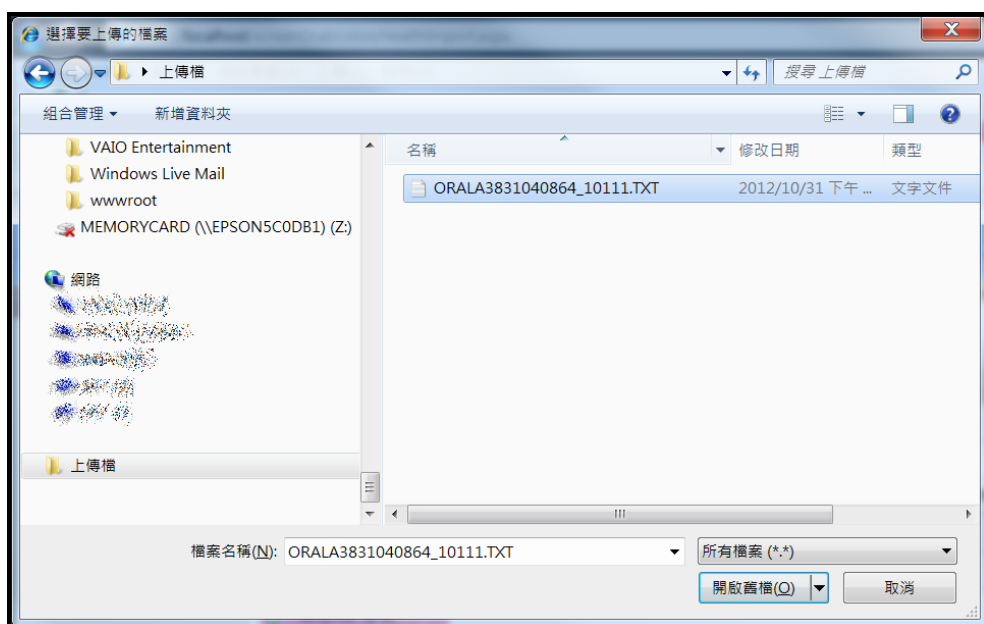 選擇要上傳的檔案
上傳檔
搜尋 上傳檔
組合管理
新增資料夾
VAIO Entertainment
Windows Live Mail
wwwroot
MEMORYCARD (\\EPSON5C0DB1) (Z:)
網路
上傳檔
名稱 修改日期 類型
ORALA3831040864_10111.TXT 2012/10/31 下午 ... 文字文件
檔案名稱(N): ORALA3831040864_10111.TXT 所有檔案 (*.*)
開啟舊檔(O) 取消